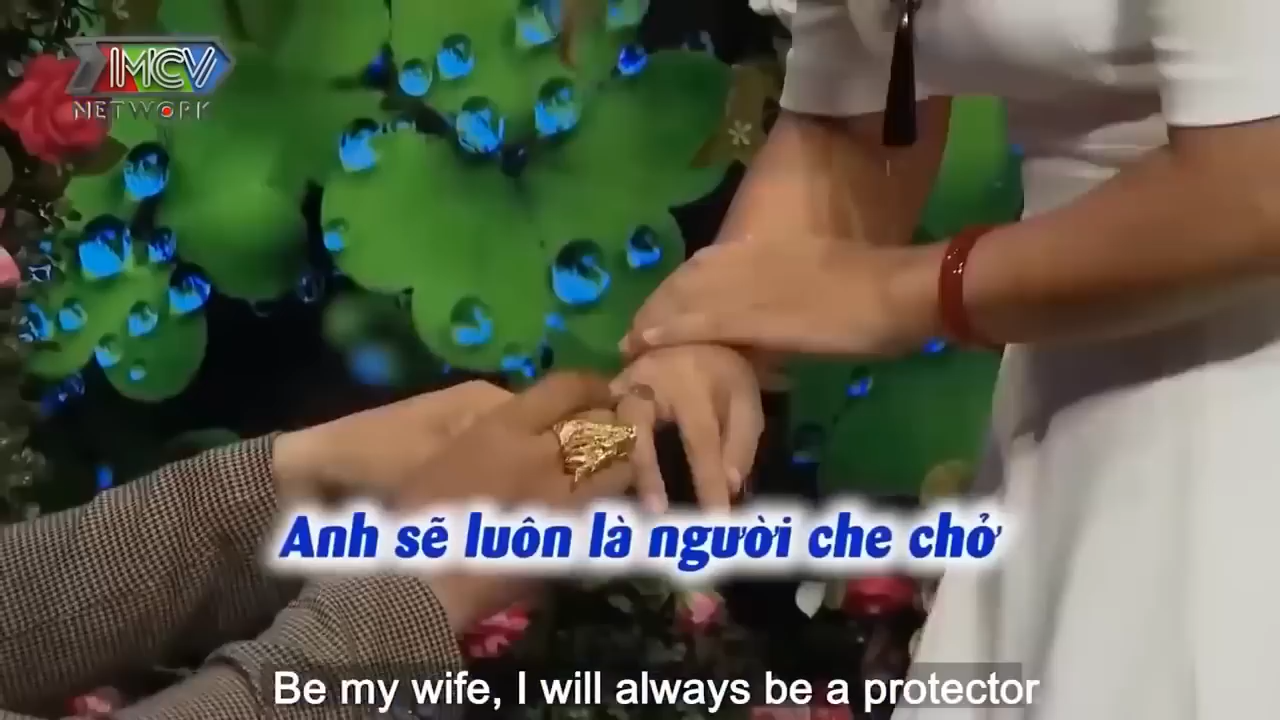 MCV
NETWORK
Anh sẽ luôn là người che chở
Be my wife, I will always be a protector